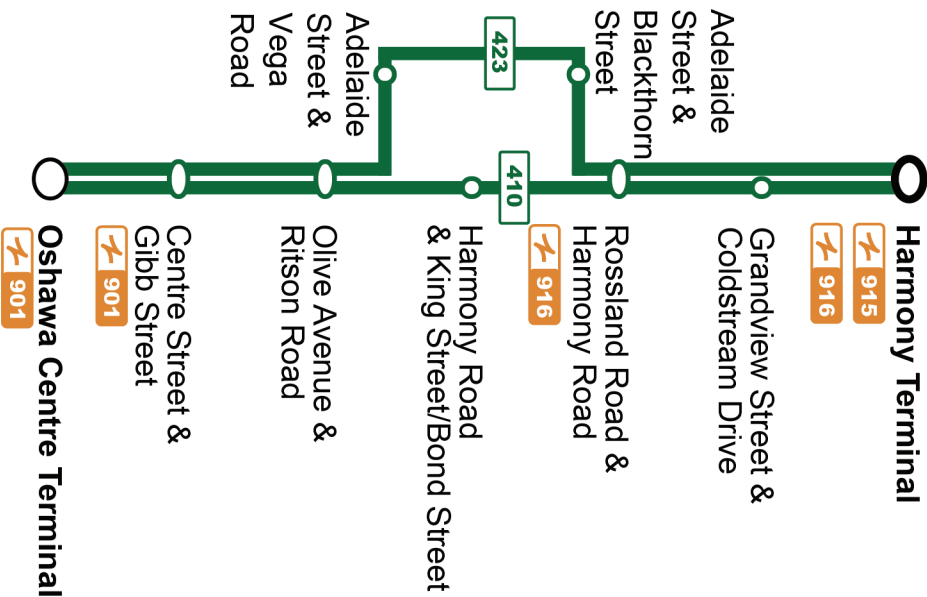 Harmony Terminal
915
916
Grandview Street &
Coldstream Drive
Adelaide
Street &
Blackthorn
Street
Rossland Road &
Harmony Road
916
423
410
Harmony Road
& King Street/Bond Street
Adelaide
Street &
Vega
Road
Olive Avenue &
Ritson Road
Centre Street &
Gibb Street
901
Oshawa Centre Terminal
901